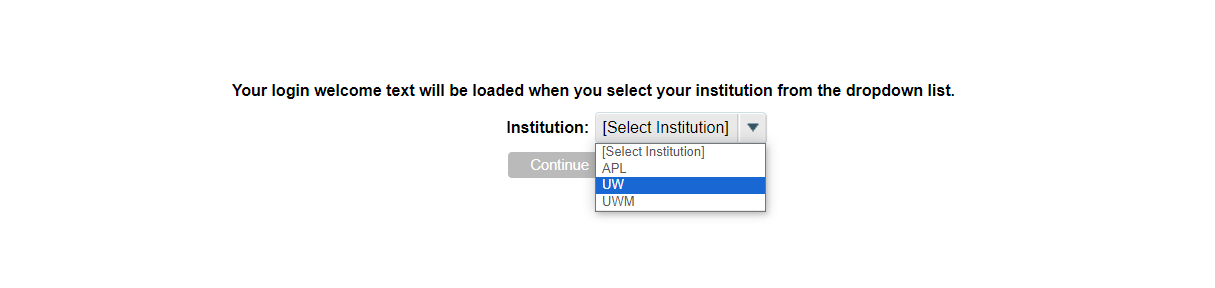 Your login welcome text will be loaded when you select your institution from the dropdown list.
Institution: [Select Institution]
[Select Institution]
Continue APL
UW
UWM